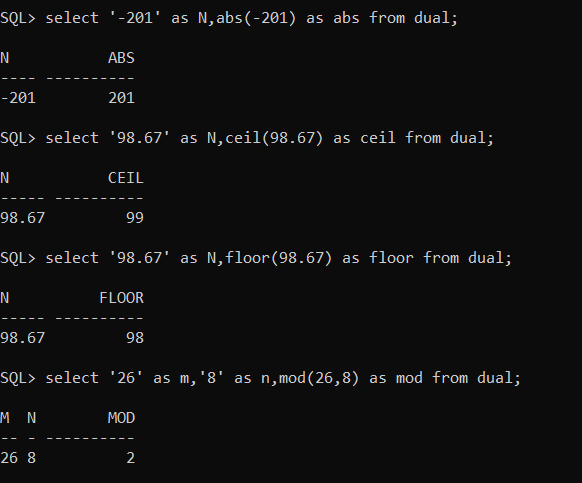 SQL> select '-201' as N,abs(-201) as abs from dual;
N           ABS
---- ----------
-201        201
SQL> select '98.67' as N,ceil(98.67) as ceil from dual;
N           CEIL
----- ----------
98.67         99
SQL> select '98.67' as N,floor(98.67) as floor from dual;
N          FLOOR
----- ----------
98.67         98
SQL> select '26' as m,'8' as n,mod(26,8) as mod from dual;
M  N        MOD
-- - ----------
26 8          2